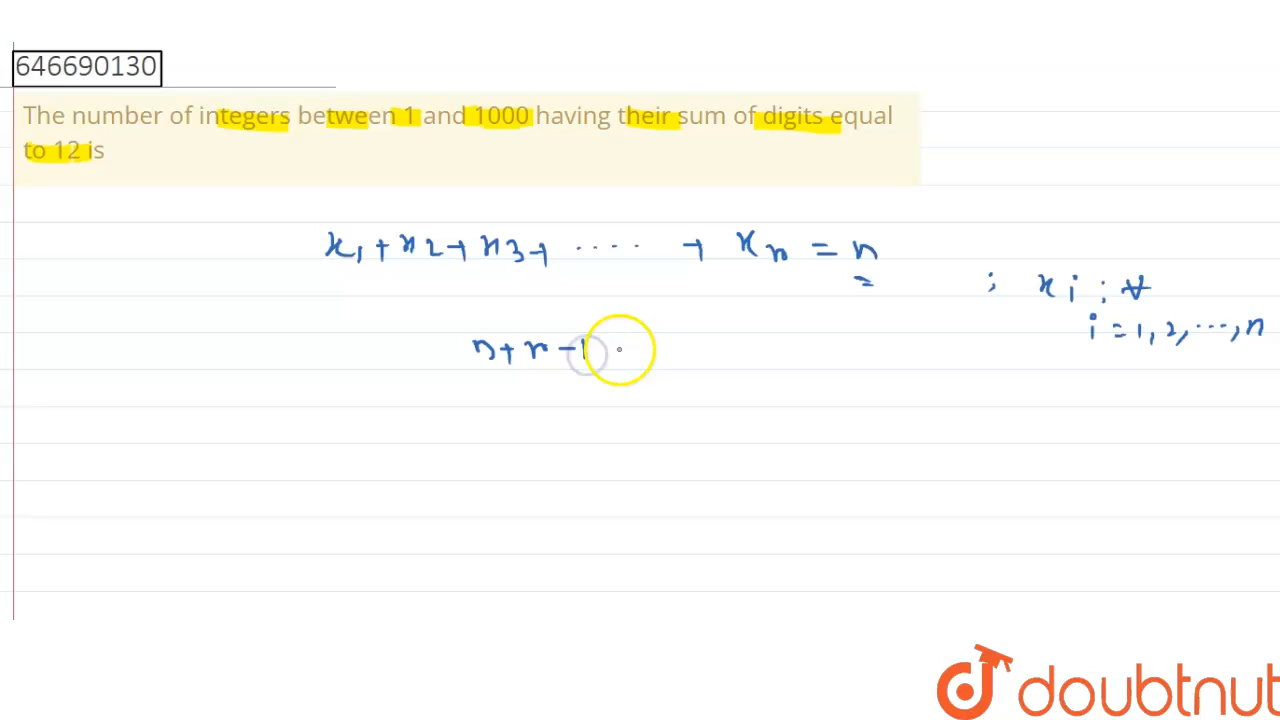 646690130
The number of integers between 1 and 1000 having their sum of digits equal
to 12 is
x₁ + x2 + x3 + ..... + xn = n
; xi ; ∀
i = 1, 2, ..., n
n + r - 1
doubtnut